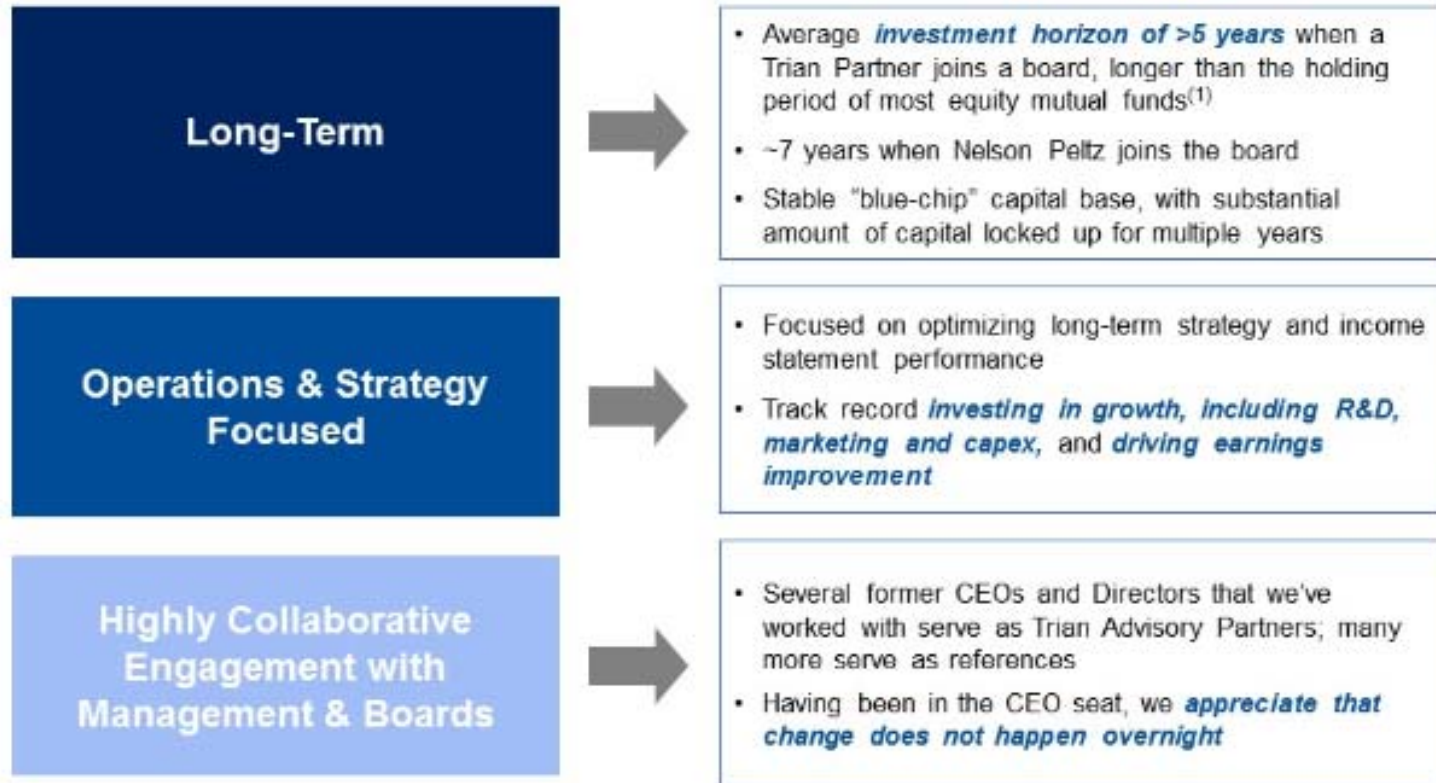 Long-Term
• Average investment horizon of >5 years when a
Trian Partner joins a board, longer than the holding
period of most equity mutual funds(1)
• ~7 years when Nelson Peltz joins the board
• Stable "blue-chip" capital base, with substantial
amount of capital locked up for multiple years
Operations & Strategy
Focused
• Focused on optimizing long-term strategy and income
statement performance
• Track record investing in growth, including R&D,
marketing and capex, and driving earnings
improvement
Highly Collaborative
Engagement with
Management & Boards
• Several former CEOs and Directors that we've
worked with serve as Trian Advisory Partners; many
more serve as references
• Having been in the CEO seat, we appreciate that
change does not happen overnight